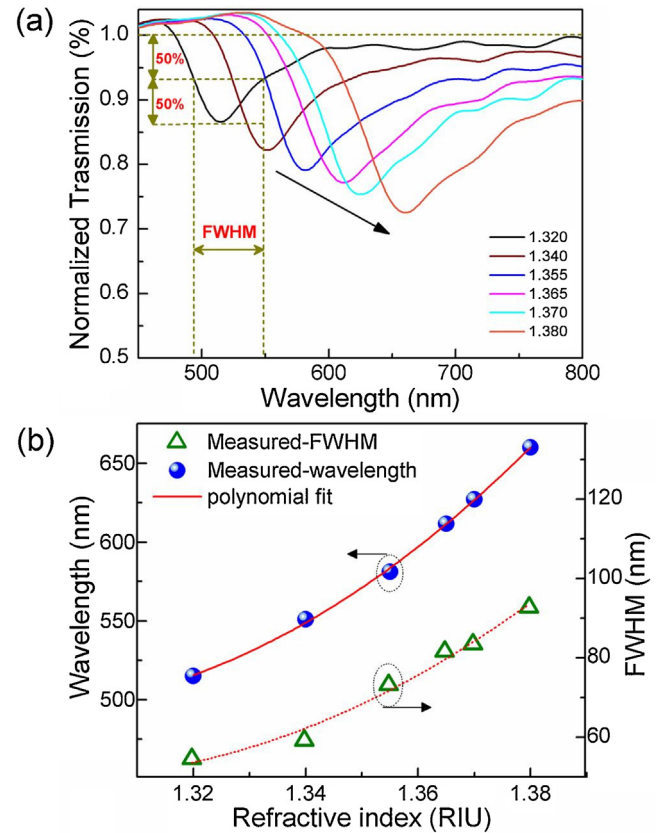 (a)
Normalized Trasmission (%)
1.0
0.9
0.8
0.7
0.6
0.5
50%
50%
FWHM
1.320
1.340
1.355
1.365
1.370
1.380
500
600
700
800
Wavelength (nm)
(b)
Measured-FWHM
Measured-wavelength
polynomial fit
Wavelength (nm)
650
600
550
500
120
100
80
60
FWHM (nm)
1.32
1.34
1.36
1.38
Refractive index (RIU)